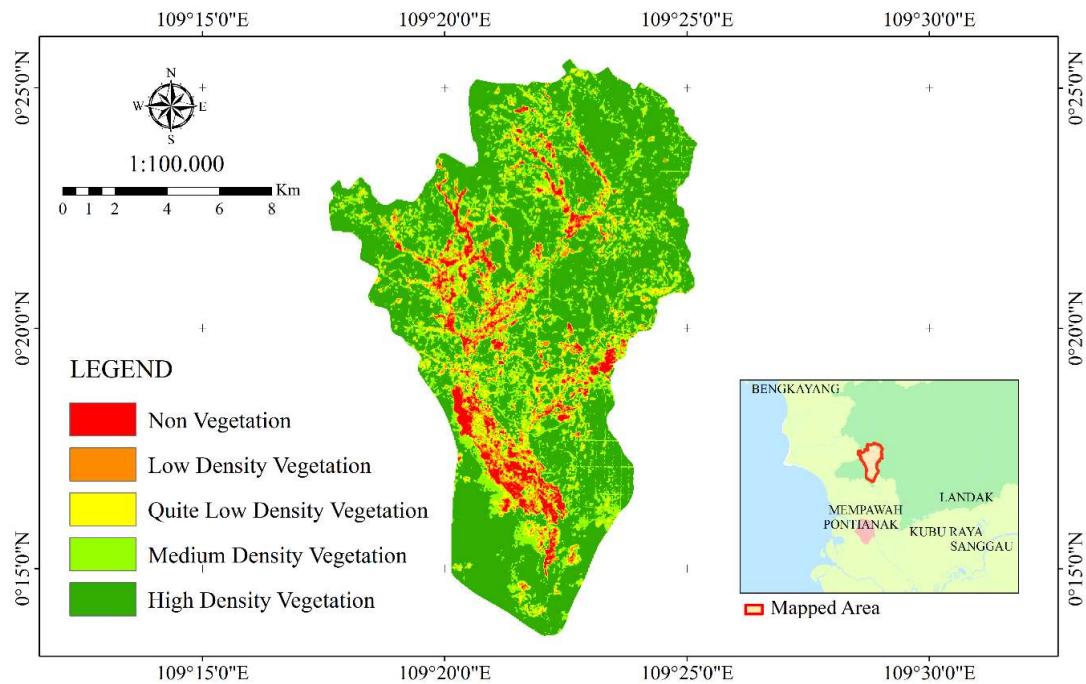 109°15'0"E 109°20'0"E 109°25'0"E 109°30'0"E
0°25'0"N 0°25'0"N
N
W E
S
1:100.000
Km
0 1 2 4 6 8
0°20'0"N 0°20'0"N
LEGEND
Non Vegetation
Low Density Vegetation
Quite Low Density Vegetation
Medium Density Vegetation
High Density Vegetation
BENGKAYANG
LANDAK
MEMPAWAH
PONTIANAK
KUBU RAYA
SANGGAU
Mapped Area
0°15'0"N 0°15'0"N
109°15'0"E 109°20'0"E 109°25'0"E 109°30'0"E